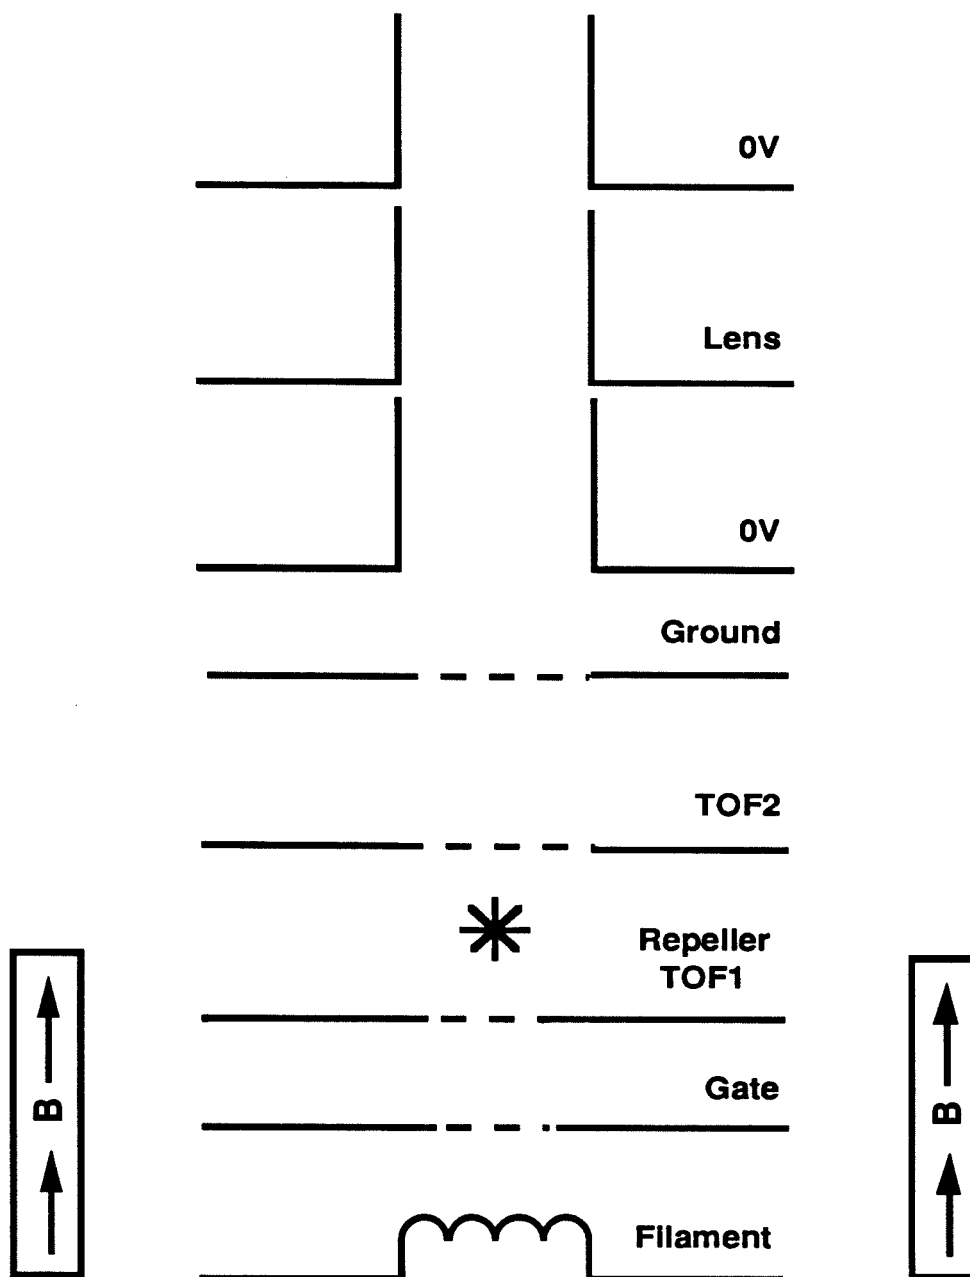 0V
Lens
0V
Ground
TOF2
Repeller
TOF1
Gate
B
B
Filament